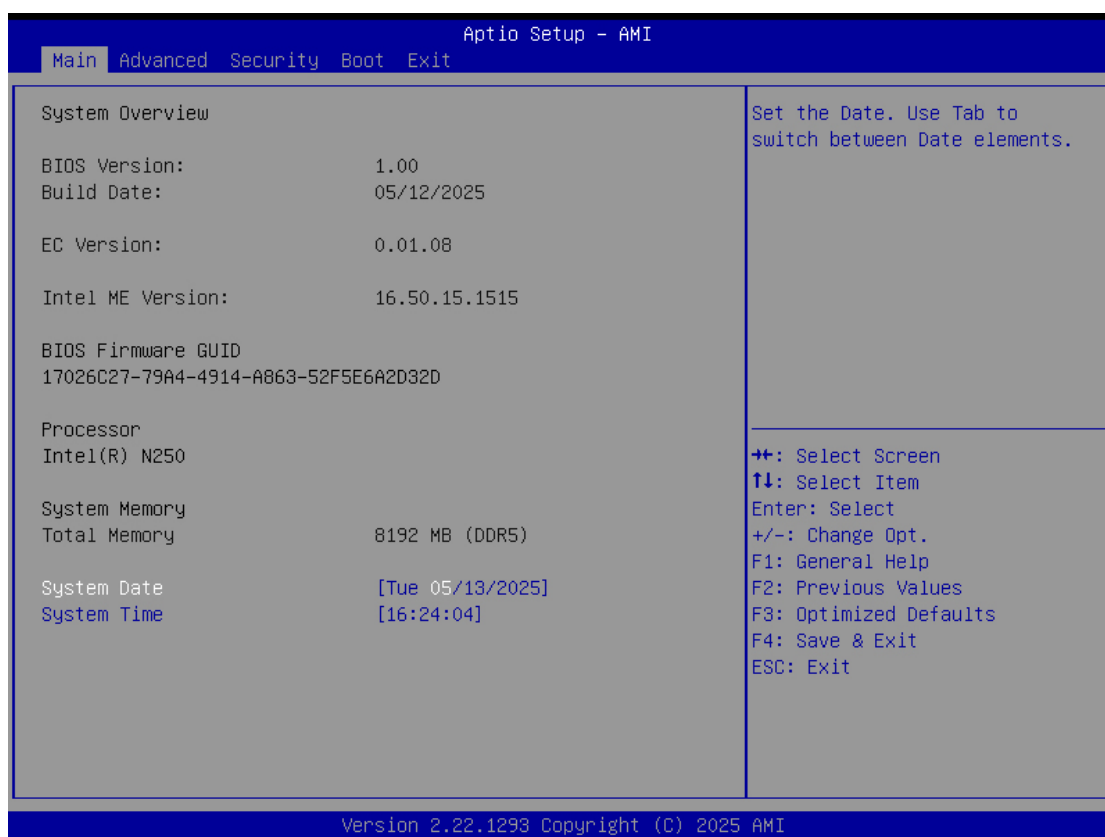 Aptio Setup - AMI
Main Advanced Security Boot Exit
System Overview
BIOS Version: 1.00
Build Date: 05/12/2025
EC Version: 0.01.08
Intel ME Version: 16.50.15.1515
BIOS Firmware GUID
17026C27-79A4-4914-A863-52F5E6A2D32D
Processor
Intel(R) N250
System Memory
Total Memory 8192 MB (DDR5)
System Date [Tue 05/13/2025]
System Time [16:24:04]
Set the Date. Use Tab to
switch between Date elements.
→←: Select Screen
↑↓: Select Item
Enter: Select
+/-: Change Opt.
F1: General Help
F2: Previous Values
F3: Optimized Defaults
F4: Save & Exit
ESC: Exit
Version 2.22.1293 Copyright (C) 2025 AMI